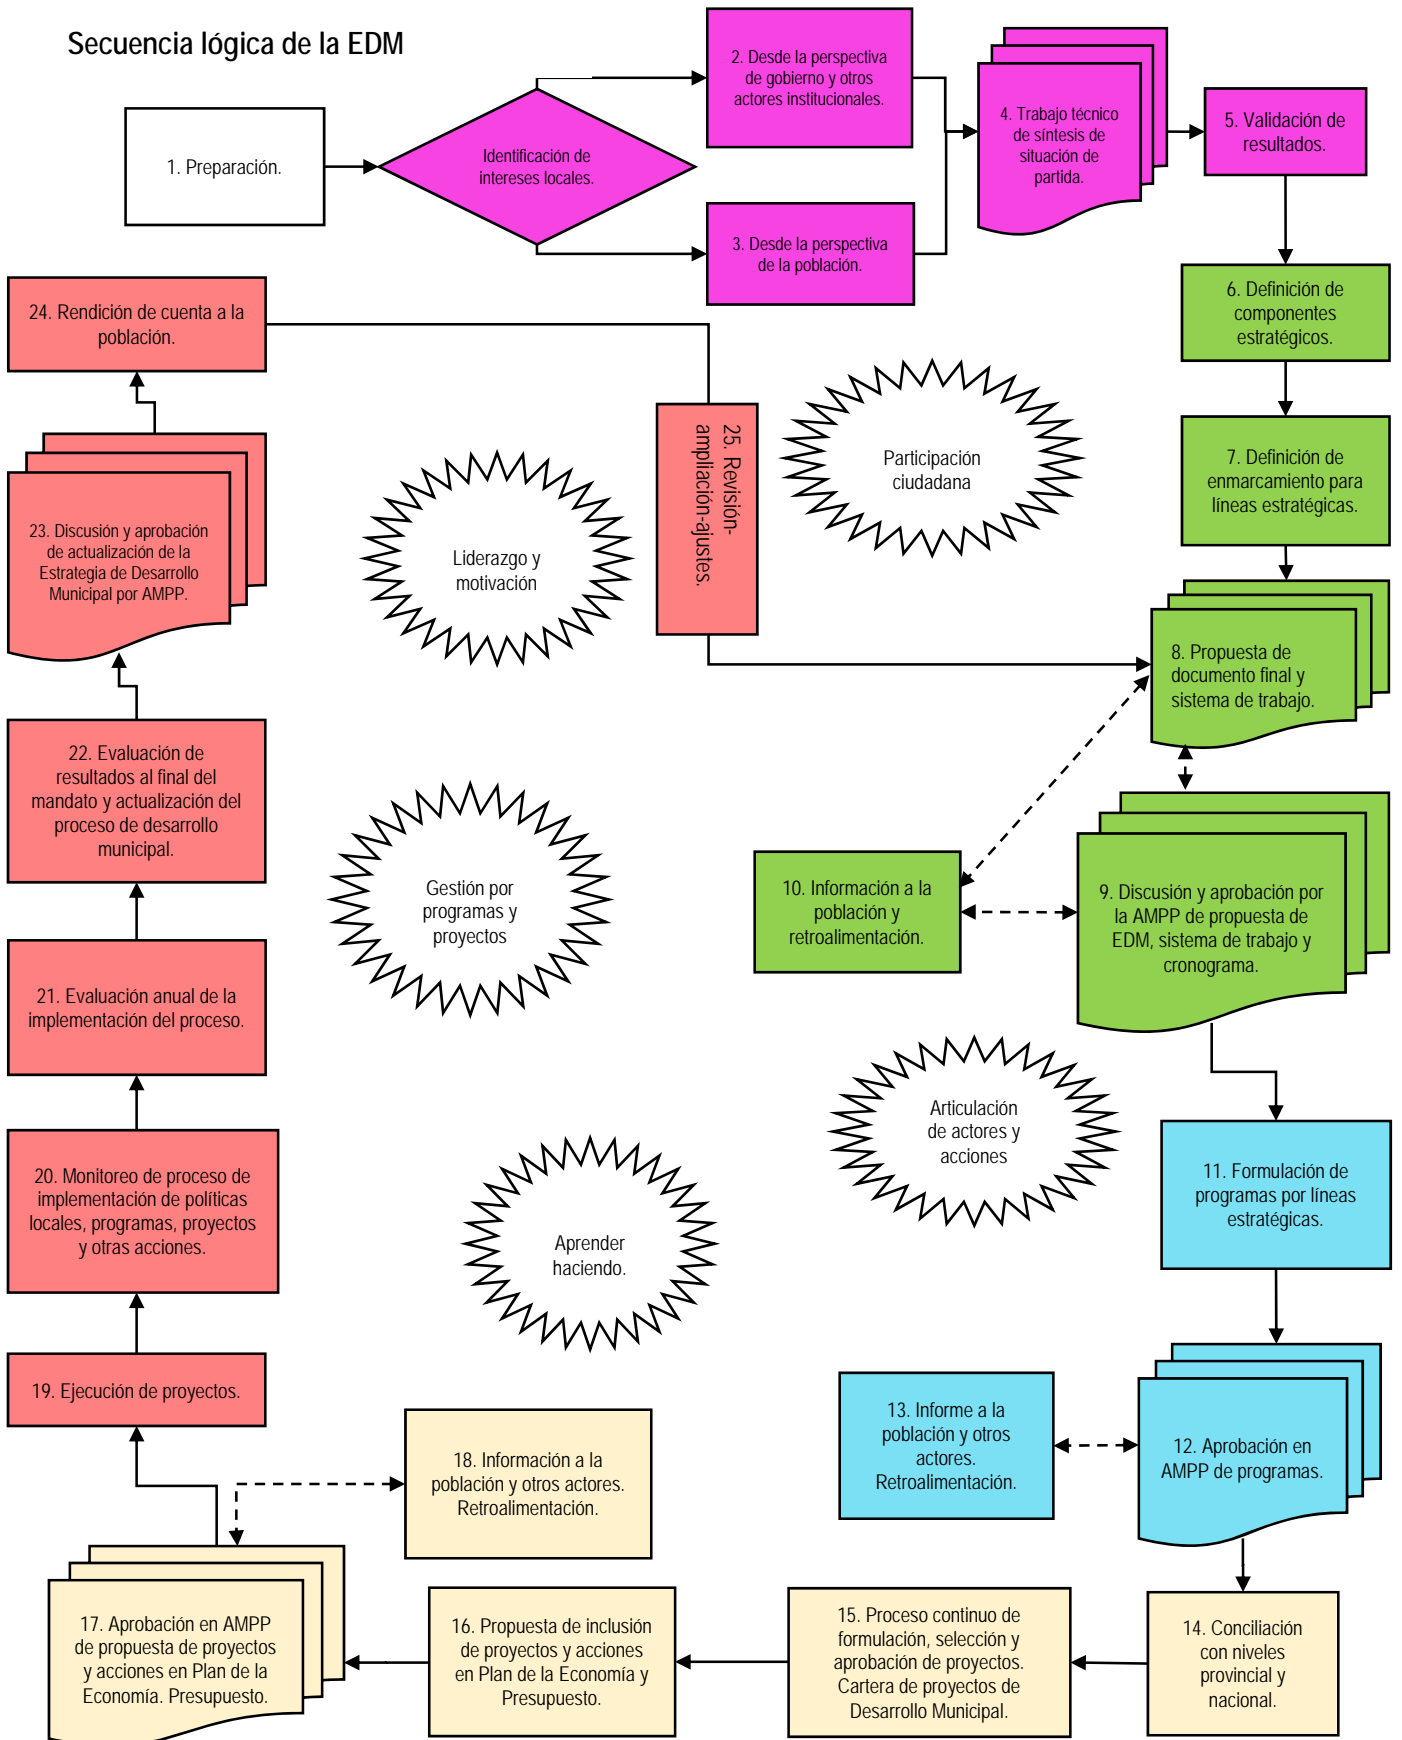 Secuencia lógica de la EDM
1. Preparación.
Identificación de
intereses locales.
2. Desde la perspectiva
de gobierno y otros
actores institucionales.
3. Desde la perspectiva
de la población.
4. Trabajo técnico
de síntesis de
situación de
partida.
5. Validación de
resultados.
6. Definición de
componentes
estratégicos.
7. Definición de
enmarcamiento para
líneas estratégicas.
8. Propuesta de
documento final y
sistema de trabajo.
9. Discusión y aprobación por
la AMPP de propuesta de
EDM, sistema de trabajo y
cronograma.
10. Información a la
población y
retroalimentación.
11. Formulación de
programas por líneas
estratégicas.
12. Aprobación en
AMPP de programas.
13. Informe a la
población y otros
actores.
Retroalimentación.
14. Conciliación
con niveles
provincial y
nacional.
15. Proceso continuo de
formulación, selección y
aprobación de proyectos.
Cartera de proyectos de
Desarrollo Municipal.
16. Propuesta de inclusión
de proyectos y acciones
en Plan de la Economía y
Presupuesto.
17. Aprobación en AMPP
de propuesta de proyectos
y acciones en Plan de la
Economía. Presupuesto.
18. Información a la
población y otros actores.
Retroalimentación.
19. Ejecución de proyectos.
20. Monitoreo de proceso de
implementación de políticas
locales, programas, proyectos
y otras acciones.
21. Evaluación anual de la
implementación del proceso.
22. Evaluación de
resultados al final del
mandato y actualización del
proceso de desarrollo
municipal.
23. Discusión y aprobación
de actualización de la
Estrategia de Desarrollo
Municipal por AMPP.
24. Rendición de cuenta a la
población.
25. Revisión-
ampliación-ajustes.
Participación
ciudadana
Liderazgo y
motivación
Gestión por
programas y
proyectos
Articulación
de actores y
acciones
Aprender
haciendo.